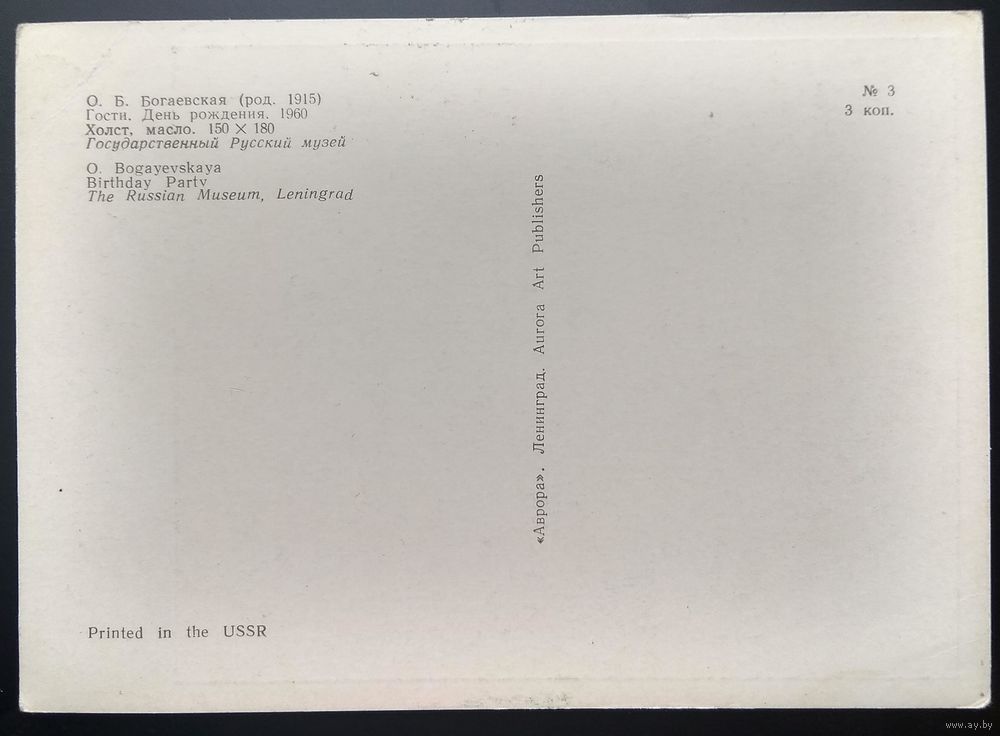 О. Б. Богаевская (род. 1915)
Гости. День рождения. 1960
Холст, масло. 150 × 180
Государственный Русский музей
O. Bogayevskaya
Birthday Party
The Russian Museum, Leningrad
№ 3
3 коп.
«Аврора». Ленинград. Aurora Art Publishers
Printed in the USSR
www.ay.by